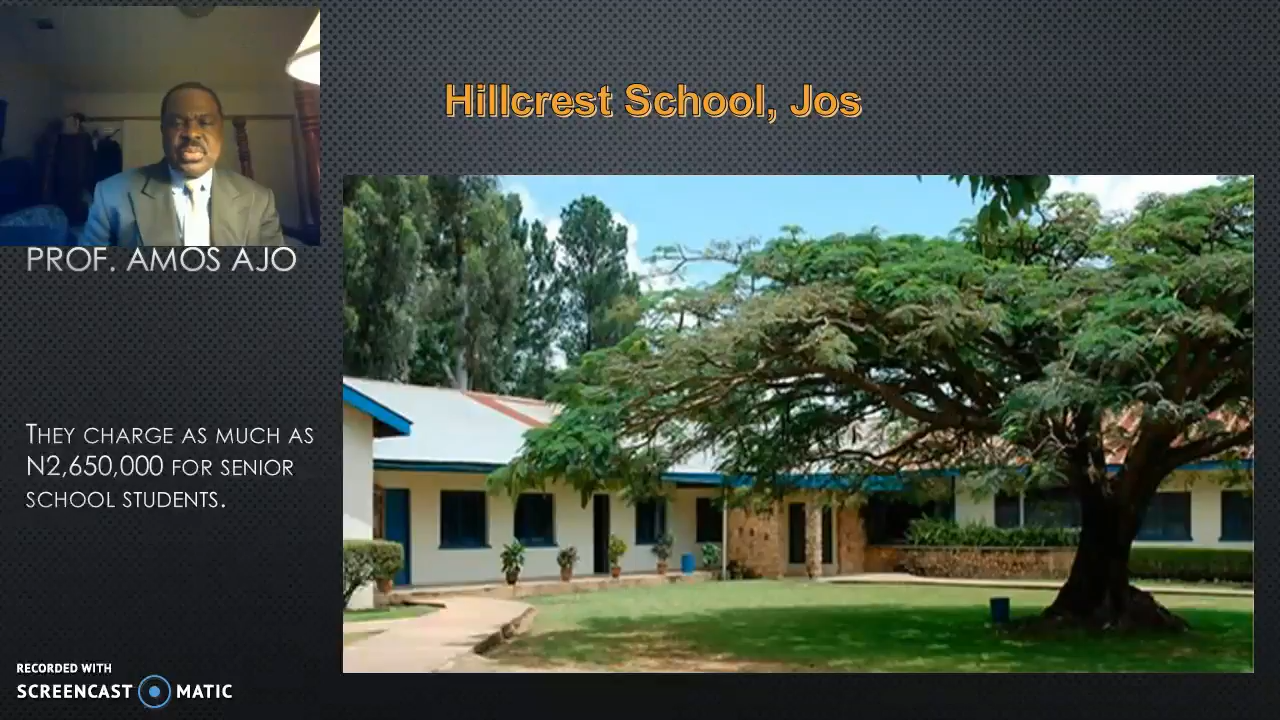 Hillcrest School, Jos
PROF. AMOS AJO
THEY CHARGE AS MUCH AS
N2,650,000 FOR SENIOR
SCHOOL STUDENTS.
RECORDED WITH
SCREENCAST MATIC